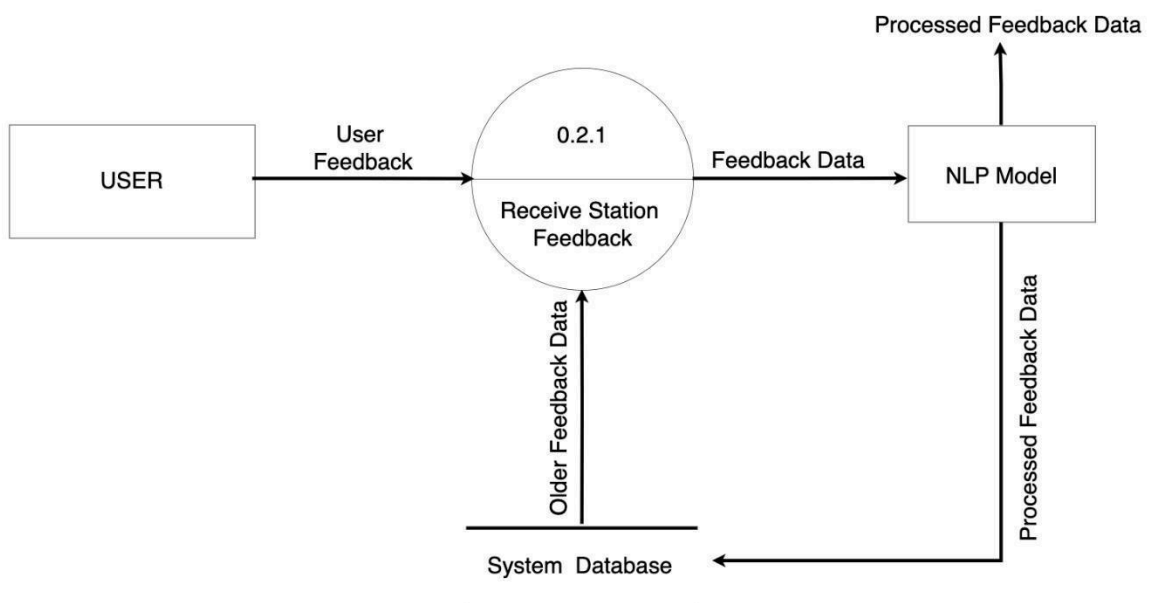 Processed Feedback Data
USER
User
Feedback
0.2.1
Receive Station
Feedback
Feedback Data
NLP Model
Older Feedback Data
Processed Feedback Data
System Database